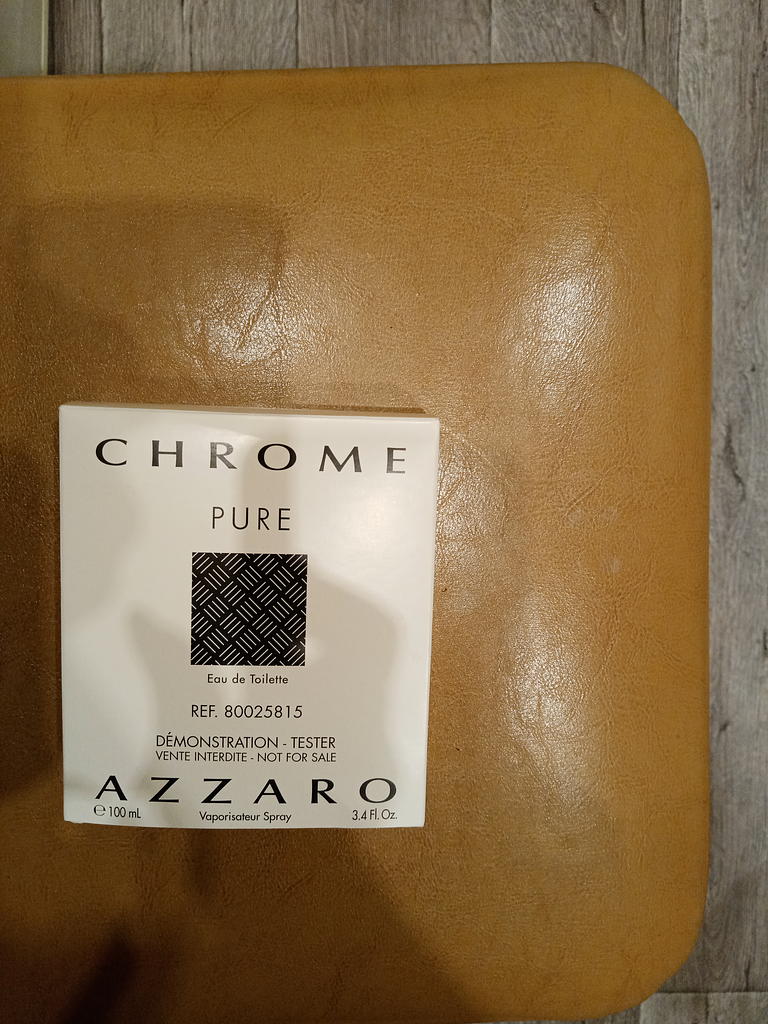 CHROME
PURE
Eau de Toilette
REF. 80025815
DÉMONSTRATION - TESTER
VENTE INTERDITE - NOT FOR SALE
AZZARO
℮ 100 mL Vaporisateur Spray 3.4 Fl. Oz.